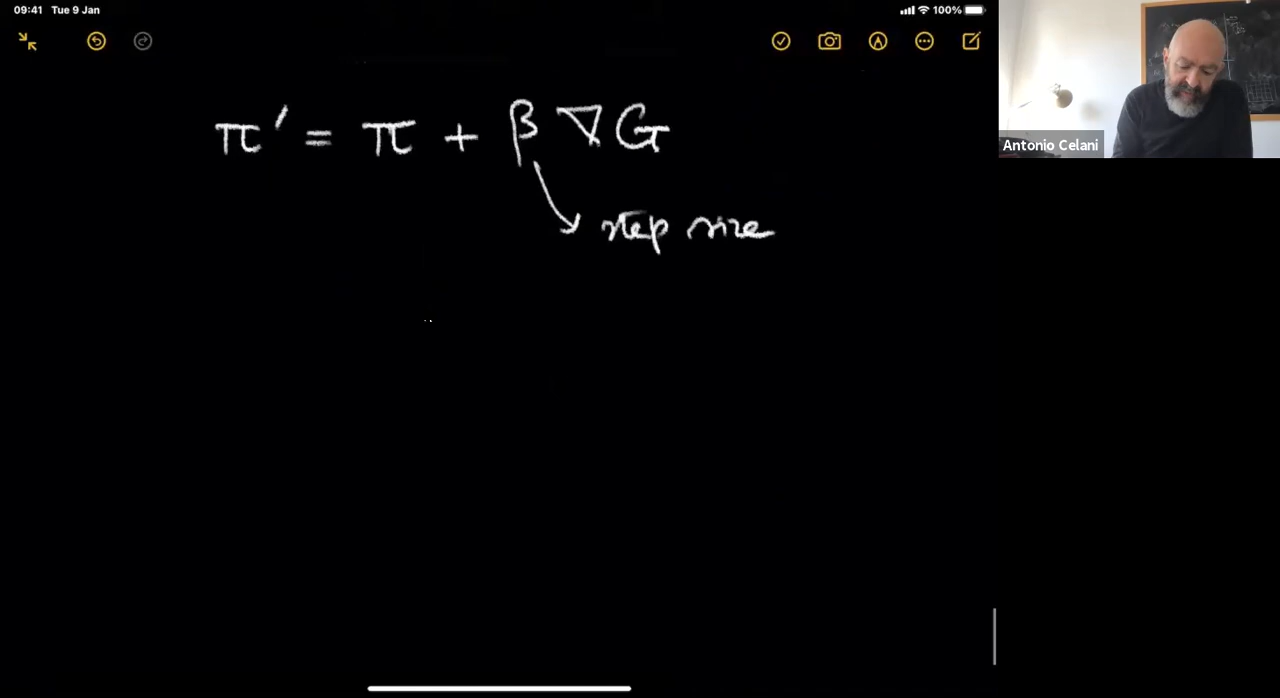 09:41 Tue 9 Jan 100%
π′ = π + β ∇G
step size
Antonio Celani